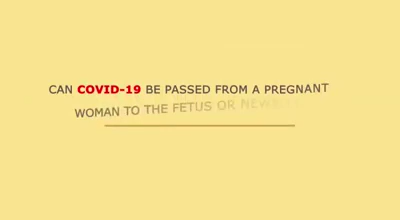 CAN COVID-19 BE PASSED FROM A PREGNANT
WOMAN TO THE FETUS OR